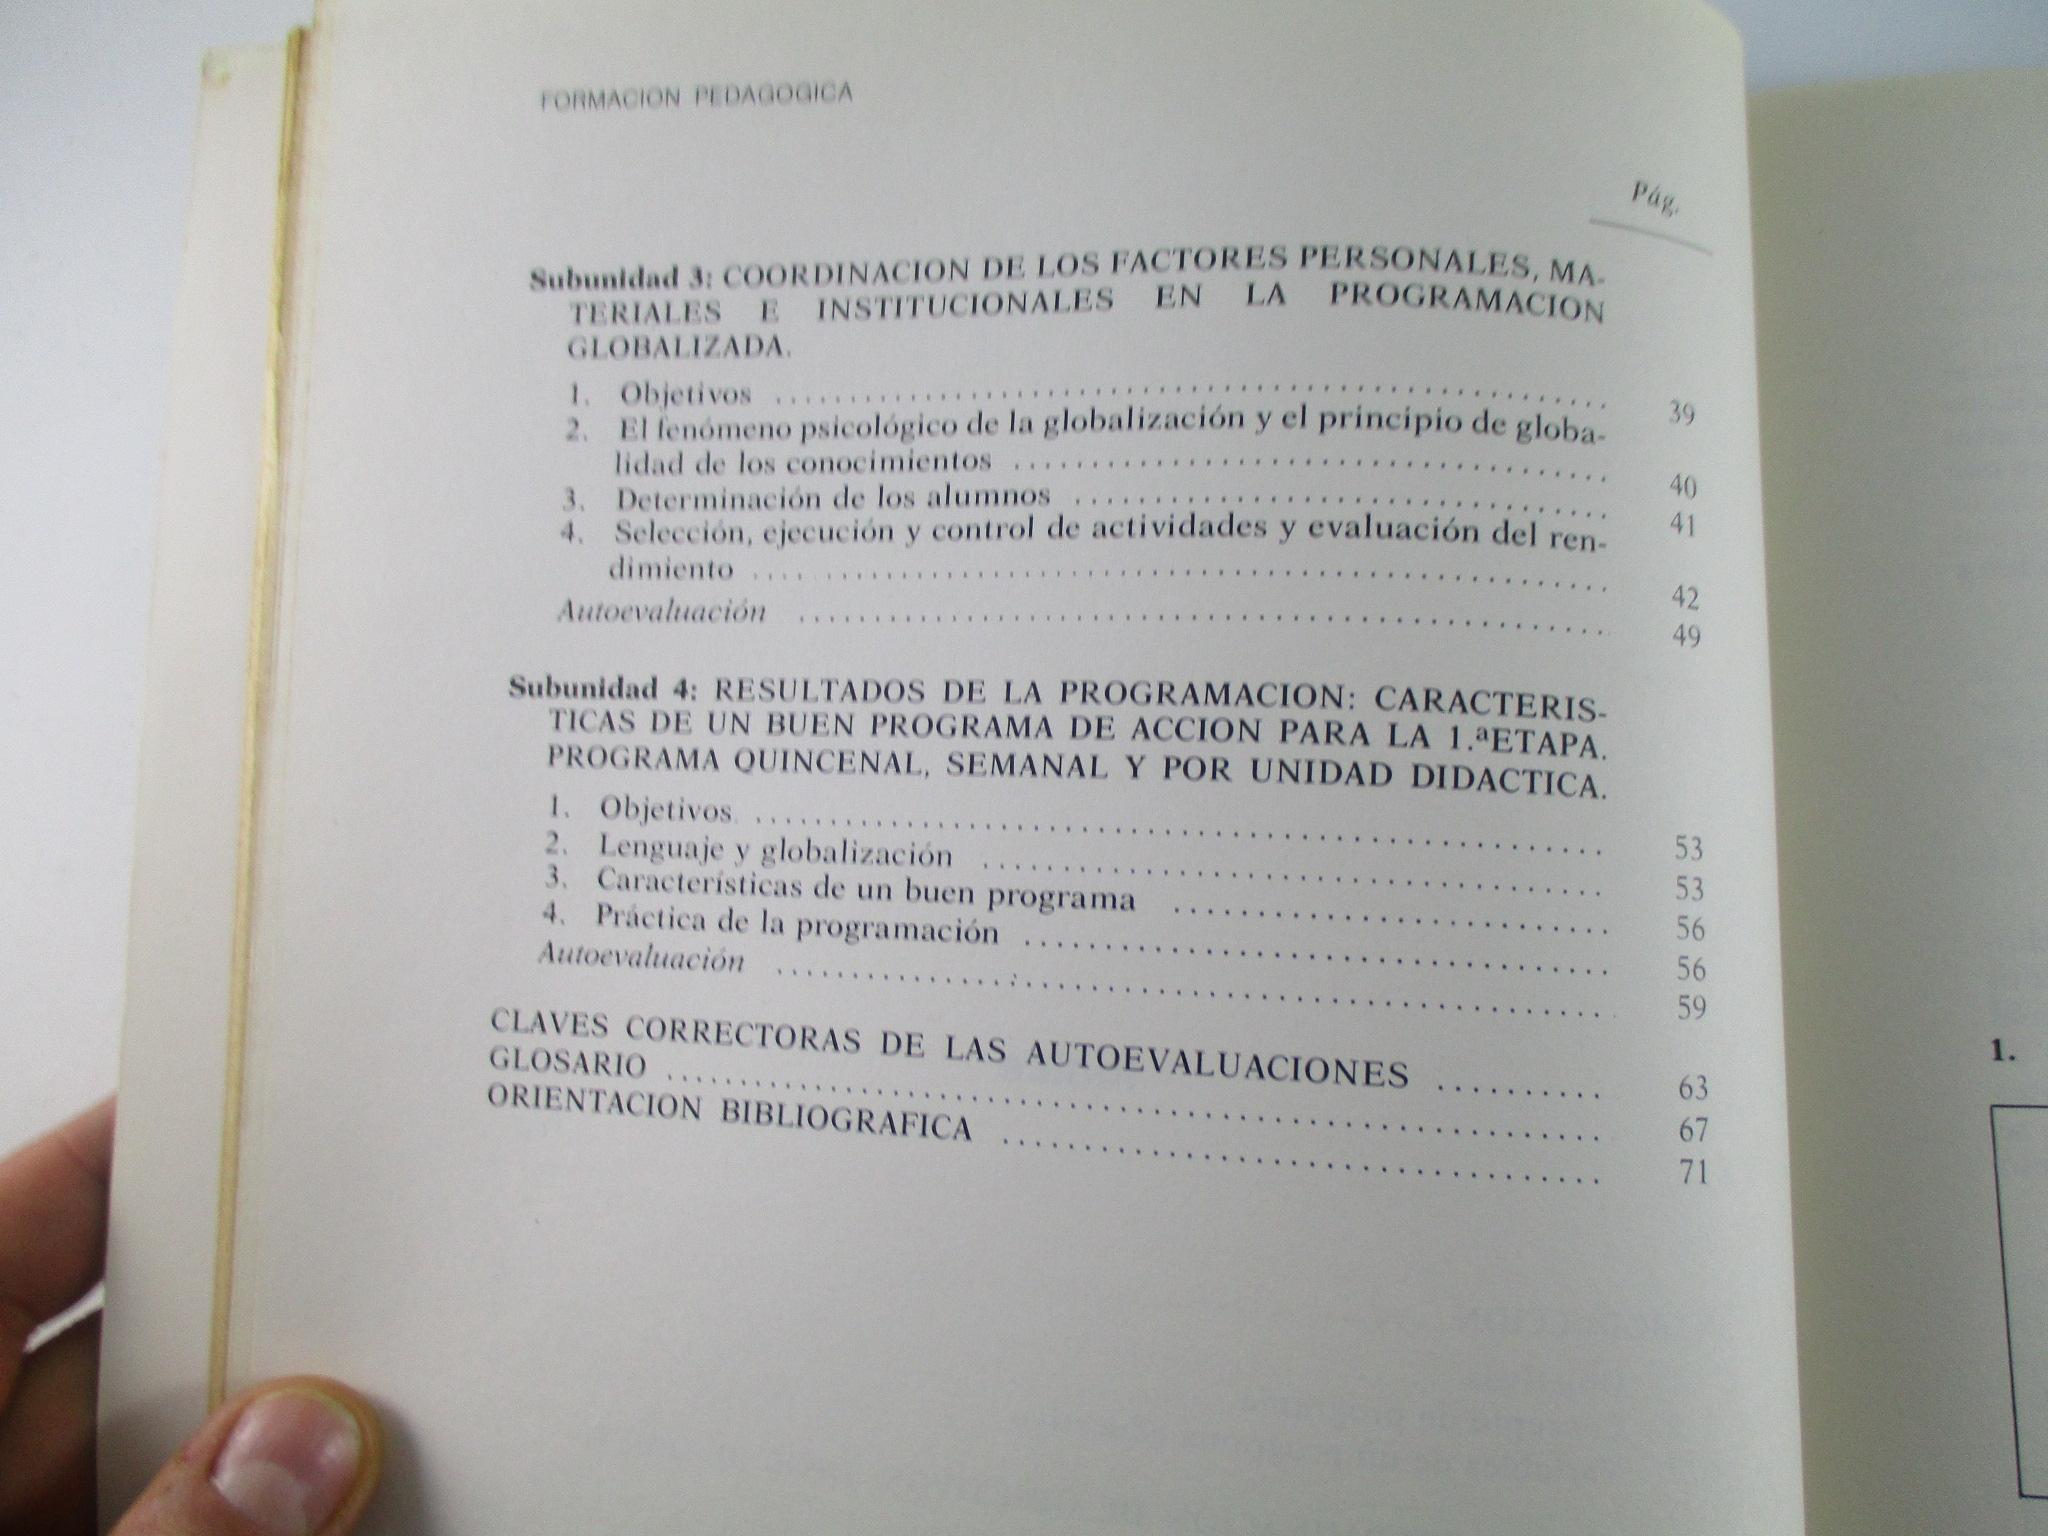 FORMACION PEDAGOGICA
Pág.
Subunidad 3: COORDINACION DE LOS FACTORES PERSONALES, MA-
TERIALES E INSTITUCIONALES EN LA PROGRAMACION
GLOBALIZADA.
1. Objetivos .......... 39
2. El fenómeno psicológico de la globalización y el principio de globa-
lidad de los conocimientos .......... 40
3. Determinación de los alumnos .......... 41
4. Selección, ejecución y control de actividades y evaluación del ren-
dimiento .......... 42
Autoevaluación .......... 49
Subunidad 4: RESULTADOS DE LA PROGRAMACION: CARACTERIS-
TICAS DE UN BUEN PROGRAMA DE ACCION PARA LA 1.ª ETAPA.
PROGRAMA QUINCENAL, SEMANAL Y POR UNIDAD DIDACTICA.
1. Objetivos .......... 53
2. Lenguaje y globalización .......... 53
3. Características de un buen programa .......... 56
4. Práctica de la programación .......... 56
Autoevaluación .......... 59
CLAVES CORRECTORAS DE LAS AUTOEVALUACIONES .......... 63
GLOSARIO .......... 67
ORIENTACION BIBLIOGRAFICA .......... 71
1.